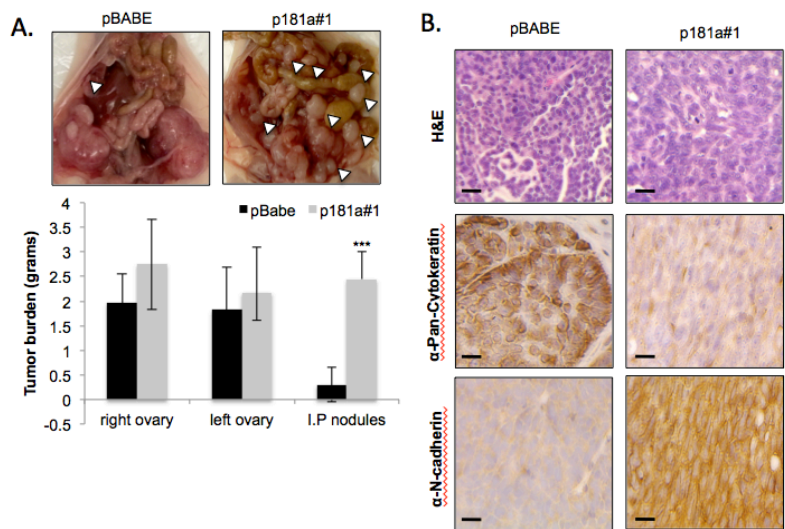 A.
pBABE
p181a#1
pBabe
p181a#1
***
Tumor burden (grams)
4
3.5
3
2.5
2
1.5
1
0.5
0
-0.5
right ovary
left ovary
I.P nodules
B.
pBABE
p181a#1
H&E
α-Pan-Cytokeratin
α-N-cadherin